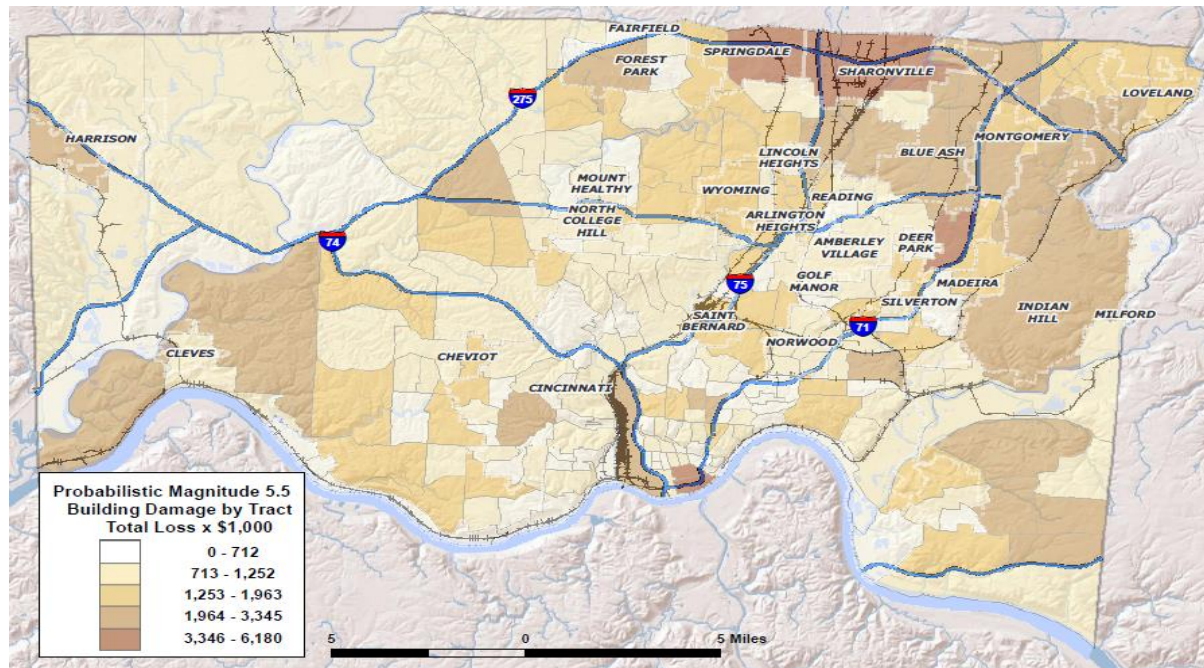 FAIRFIELD
SPRINGDALE
FOREST
PARK
SHARONVILLE
275
LOVELAND
HARRISON
MONTGOMERY
LINCOLN
HEIGHTS
BLUE ASH
MOUNT
HEALTHY
WYOMING
READING
NORTH
COLLEGE
HILL
ARLINGTON
HEIGHTS
74
AMBERLEY
VILLAGE
DEER
PARK
75
GOLF
MANOR
SILVERTON
MADEIRA
INDIAN
HILL
MILFORD
SAINT
BERNARD
71
NORWOOD
CLEVES
CHEVIOT
CINCINNATI
Probabilistic Magnitude 5.5
Building Damage by Tract
Total Loss x $1,000
0 - 712
713 - 1,252
1,253 - 1,963
1,964 - 3,345
3,346 - 6,180
5 0 5 Miles